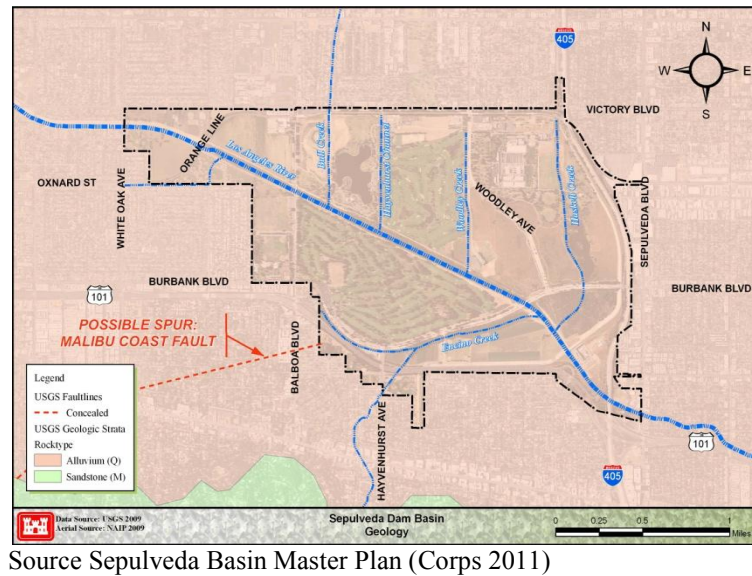 N
W E
S
405
VICTORY BLVD
ORANGE LINE
Los Angeles River
Bull Creek
Hayvenhurst Channel
Woodley Creek
WOODLEY AVE
Haskell Creek
OXNARD ST
WHITE OAK AVE
SEPULVEDA BLVD
BURBANK BLVD
BURBANK BLVD
101
POSSIBLE SPUR:
MALIBU COAST FAULT
BALBOA BLVD
Encino Creek
HAYVENHURST AVE
101
405
Legend
USGS Faultlines
Concealed
USGS Geologic Strata
Rocktype
Alluvium (Q)
Sandstone (M)
Data Source: USGS 2009
Aerial Source: NAIP 2009
Sepulveda Dam Basin
Geology
0 0.25 0.5 1
Miles
Source Sepulveda Basin Master Plan (Corps 2011)